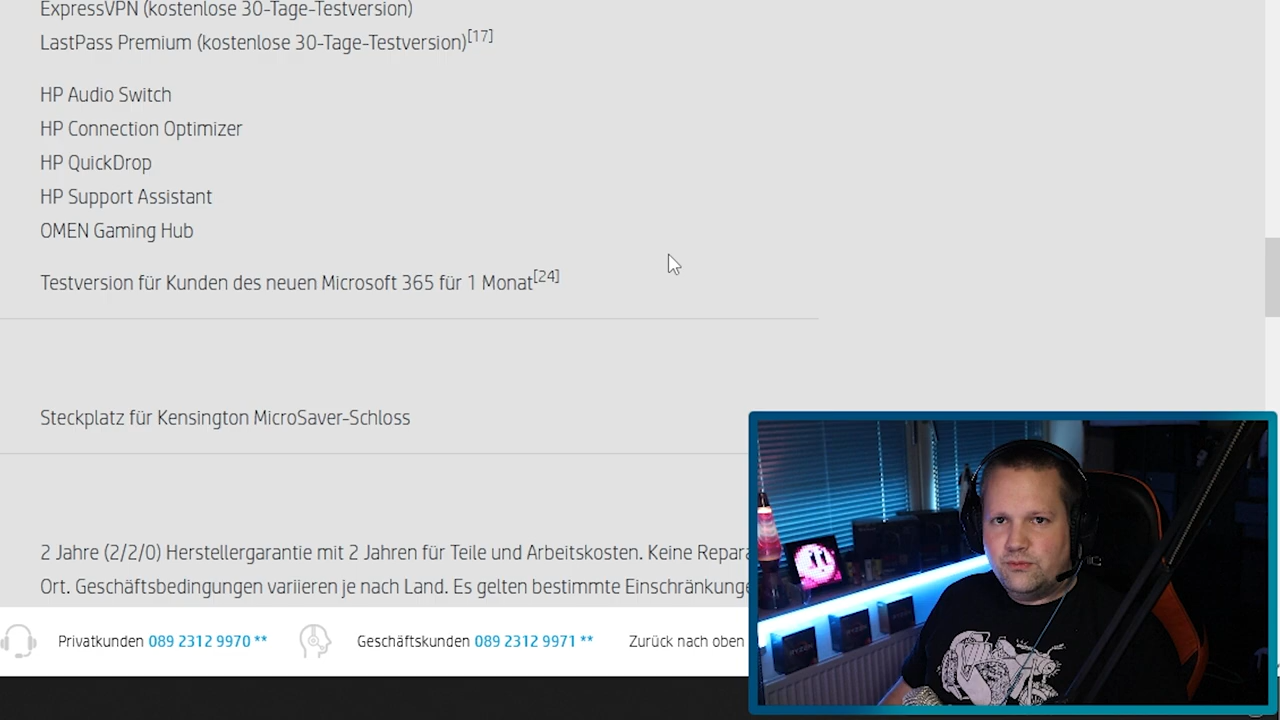 ExpressVPN (kostenlose 30-Tage-Testversion)
LastPass Premium (kostenlose 30-Tage-Testversion)[17]
HP Audio Switch
HP Connection Optimizer
HP QuickDrop
HP Support Assistant
OMEN Gaming Hub
Testversion für Kunden des neuen Microsoft 365 für 1 Monat[24]
Steckplatz für Kensington MicroSaver-Schloss
2 Jahre (2/2/0) Herstellergarantie mit 2 Jahren für Teile und Arbeitskosten. Keine
Ort. Geschäftsbedingungen variieren je nach Land. Es gelten bestimmte
Privatkunden 089 2312 9970 ** Geschäftskunden 089 2312 9971 ** Zurück nach oben